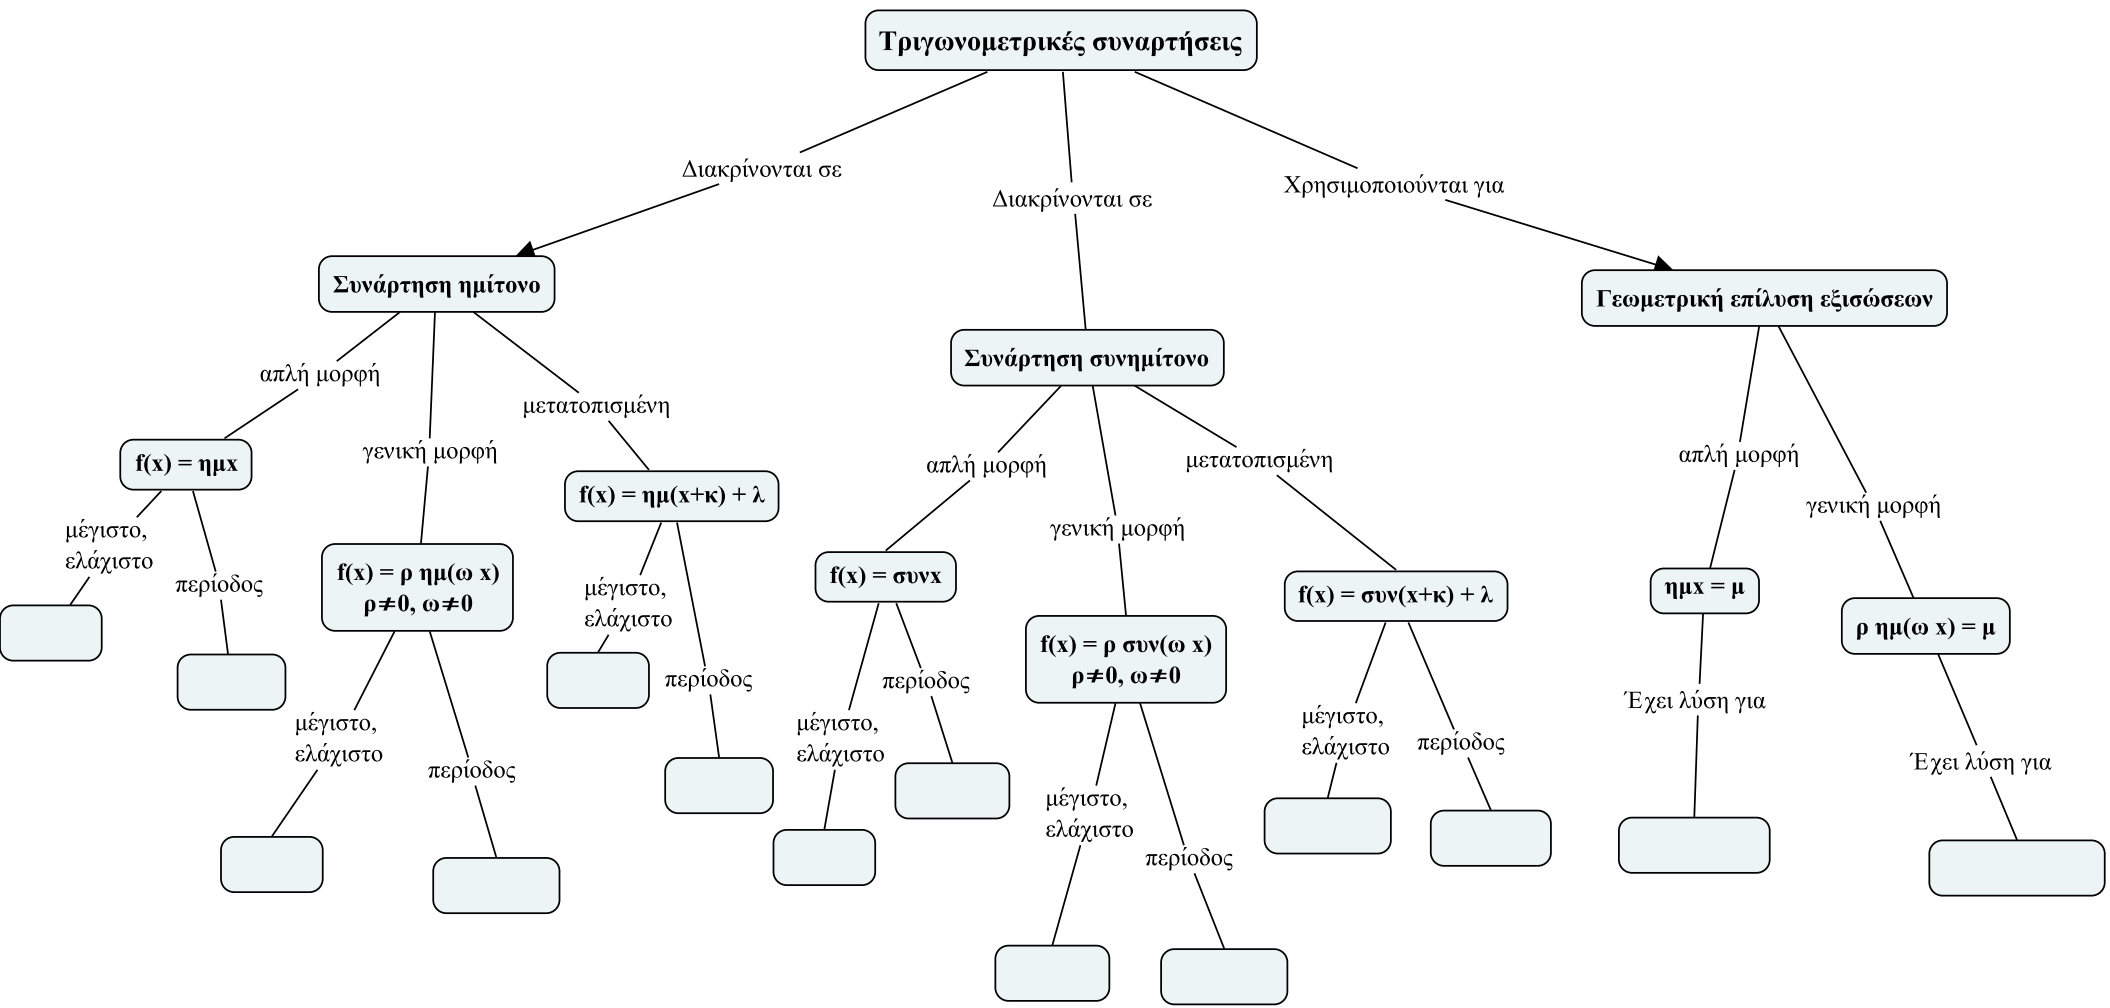 Τριγωνομετρικές συναρτήσεις
Διακρίνονται σε
Διακρίνονται σε
Χρησιμοποιούνται για
Συνάρτηση ημίτονο
Συνάρτηση συνημίτονο
Γεωμετρική επίλυση εξισώσεων
απλή μορφή
γενική μορφή
μετατοπισμένη
f(x) = ημx
μέγιστο,
ελάχιστο
περίοδος
f(x) = ρ ημ(ω x)
ρ≠0, ω≠0
μέγιστο,
ελάχιστο
περίοδος
f(x) = ημ(x+κ) + λ
μέγιστο,
ελάχιστο
περίοδος
απλή μορφή
γενική μορφή
μετατοπισμένη
f(x) = συνx
μέγιστο,
ελάχιστο
περίοδος
f(x) = ρ συν(ω x)
ρ≠0, ω≠0
μέγιστο,
ελάχιστο
περίοδος
f(x) = συν(x+κ) + λ
μέγιστο,
ελάχιστο
περίοδος
απλή μορφή
γενική μορφή
ημx = μ
Έχει λύση για
ρ ημ(ω x) = μ
Έχει λύση για